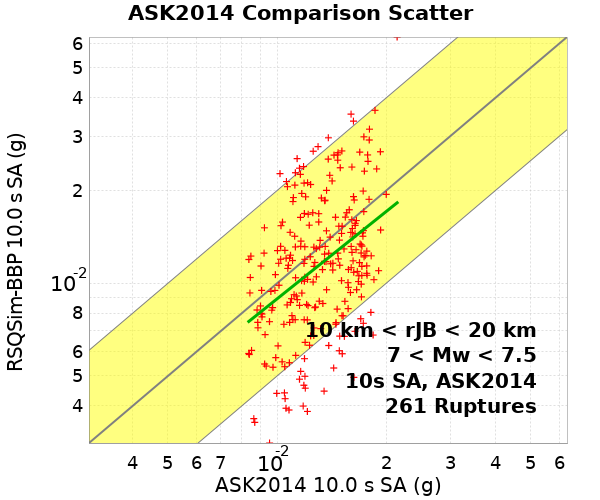 ASK2014 Comparison Scatter
RSQSim-BBP 10.0 s SA (g)
6
5
4
3
2
10-2
8
6
5
4
10 km < rJB < 20 km
7 < Mw < 7.5
10s SA, ASK2014
261 Ruptures
4 5 6 7 10-2 2 3 4 5 6
ASK2014 10.0 s SA (g)